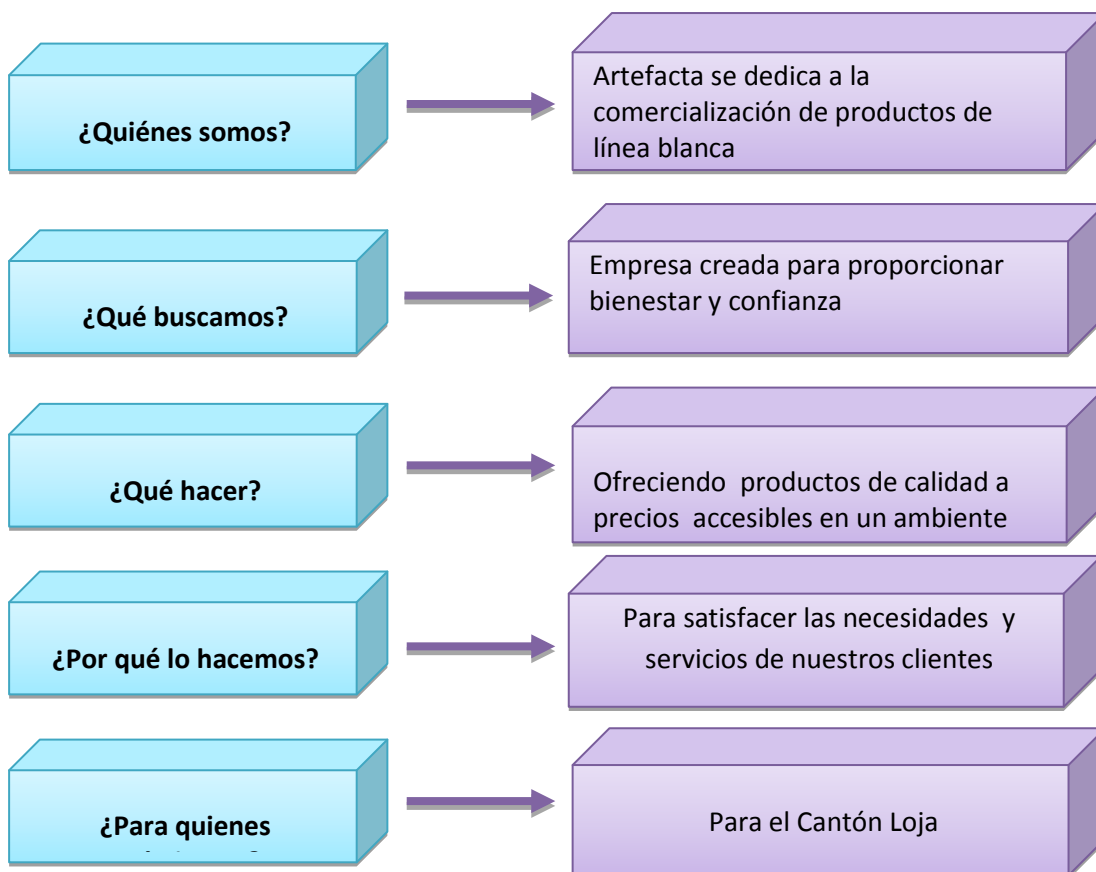 ¿Quiénes somos?
Artefacta se dedica a la
comercialización de productos de
línea blanca
¿Qué buscamos?
Empresa creada para proporcionar
bienestar y confianza
¿Qué hacer?
Ofreciendo productos de calidad a
precios accesibles en un ambiente
¿Por qué lo hacemos?
Para satisfacer las necesidades y
servicios de nuestros clientes
¿Para quienes
Para el Cantón Loja